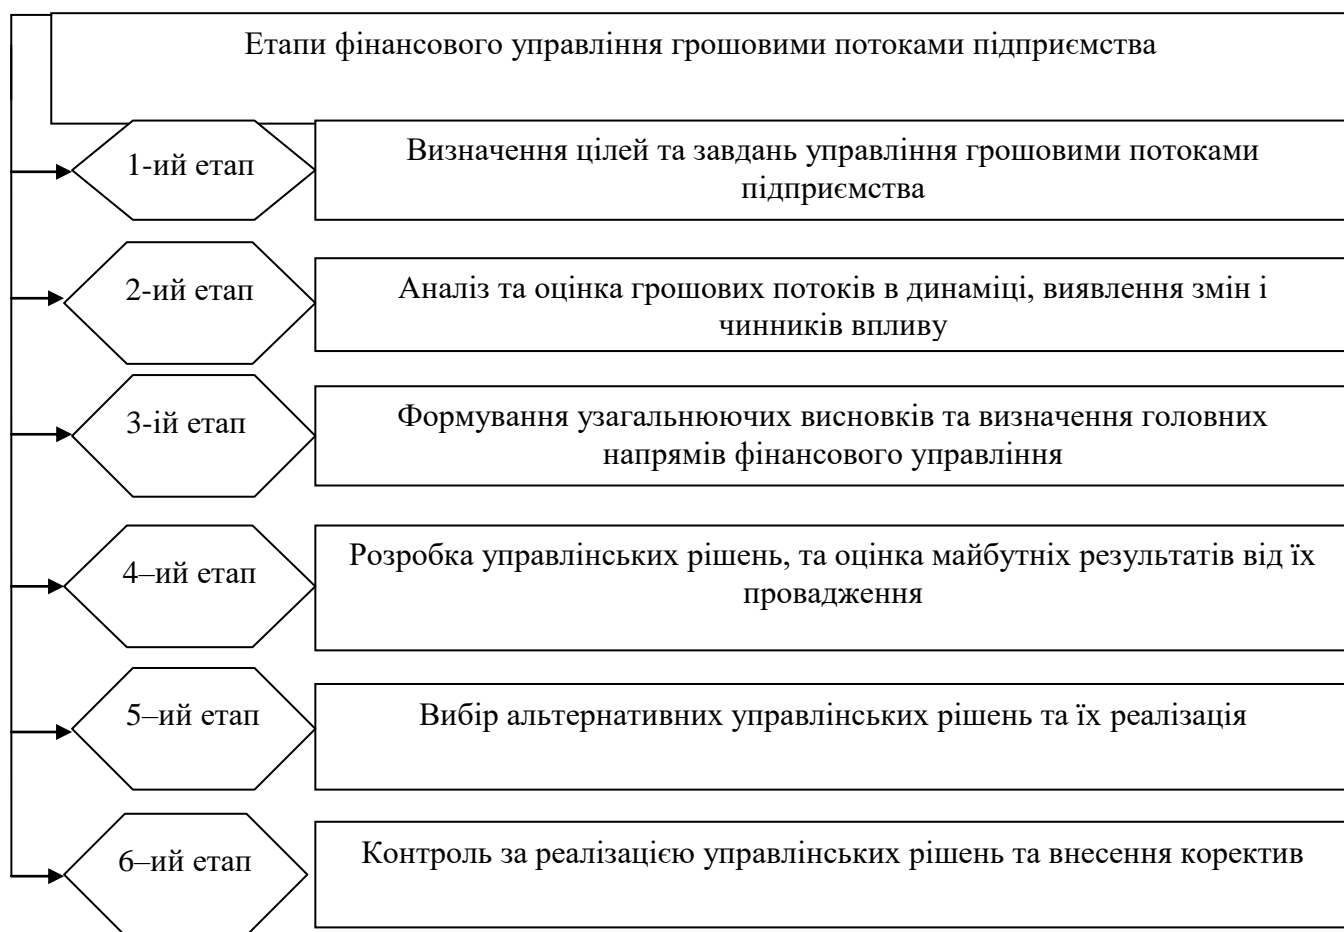 Етапи фінансового управління грошовими потоками підприємства
1-ий етап
Визначення цілей та завдань управління грошовими потоками
підприємства
2-ий етап
Аналіз та оцінка грошових потоків в динаміці, виявлення змін і
чинників впливу
3-ій етап
Формування узагальнюючих висновків та визначення головних
напрямів фінансового управління
4–ий етап
Розробка управлінських рішень, та оцінка майбутніх результатів від їх
провадження
5–ий етап
Вибір альтернативних управлінських рішень та їх реалізація
6–ий етап
Контроль за реалізацією управлінських рішень та внесення коректив